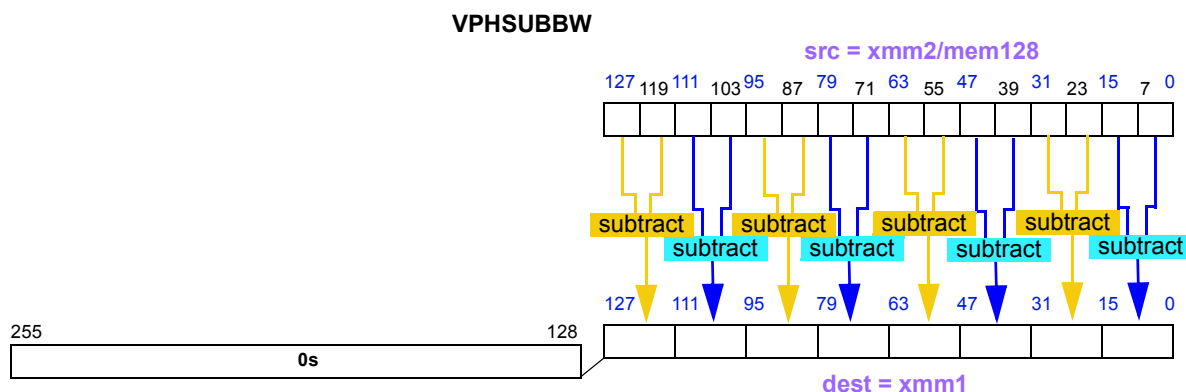 VPHSUBBW
src = xmm2/mem128
127 119 111 103 95 87 79 71 63 55 47 39 31 23 15 7 0
subtract subtract subtract subtract
subtract subtract subtract subtract
127 111 95 79 63 47 31 15 0
255 128
0s
dest = xmm1